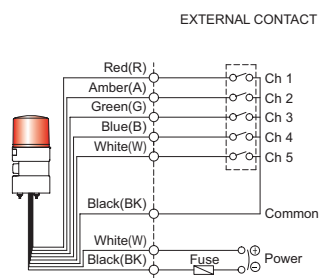 EXTERNAL CONTACT
Red(R) Ch 1
Amber(A) Ch 2
Green(G) Ch 3
Blue(B) Ch 4
White(W) Ch 5
Black(BK) Common
White(W) ⊕
Black(BK) Fuse ⊖ Power